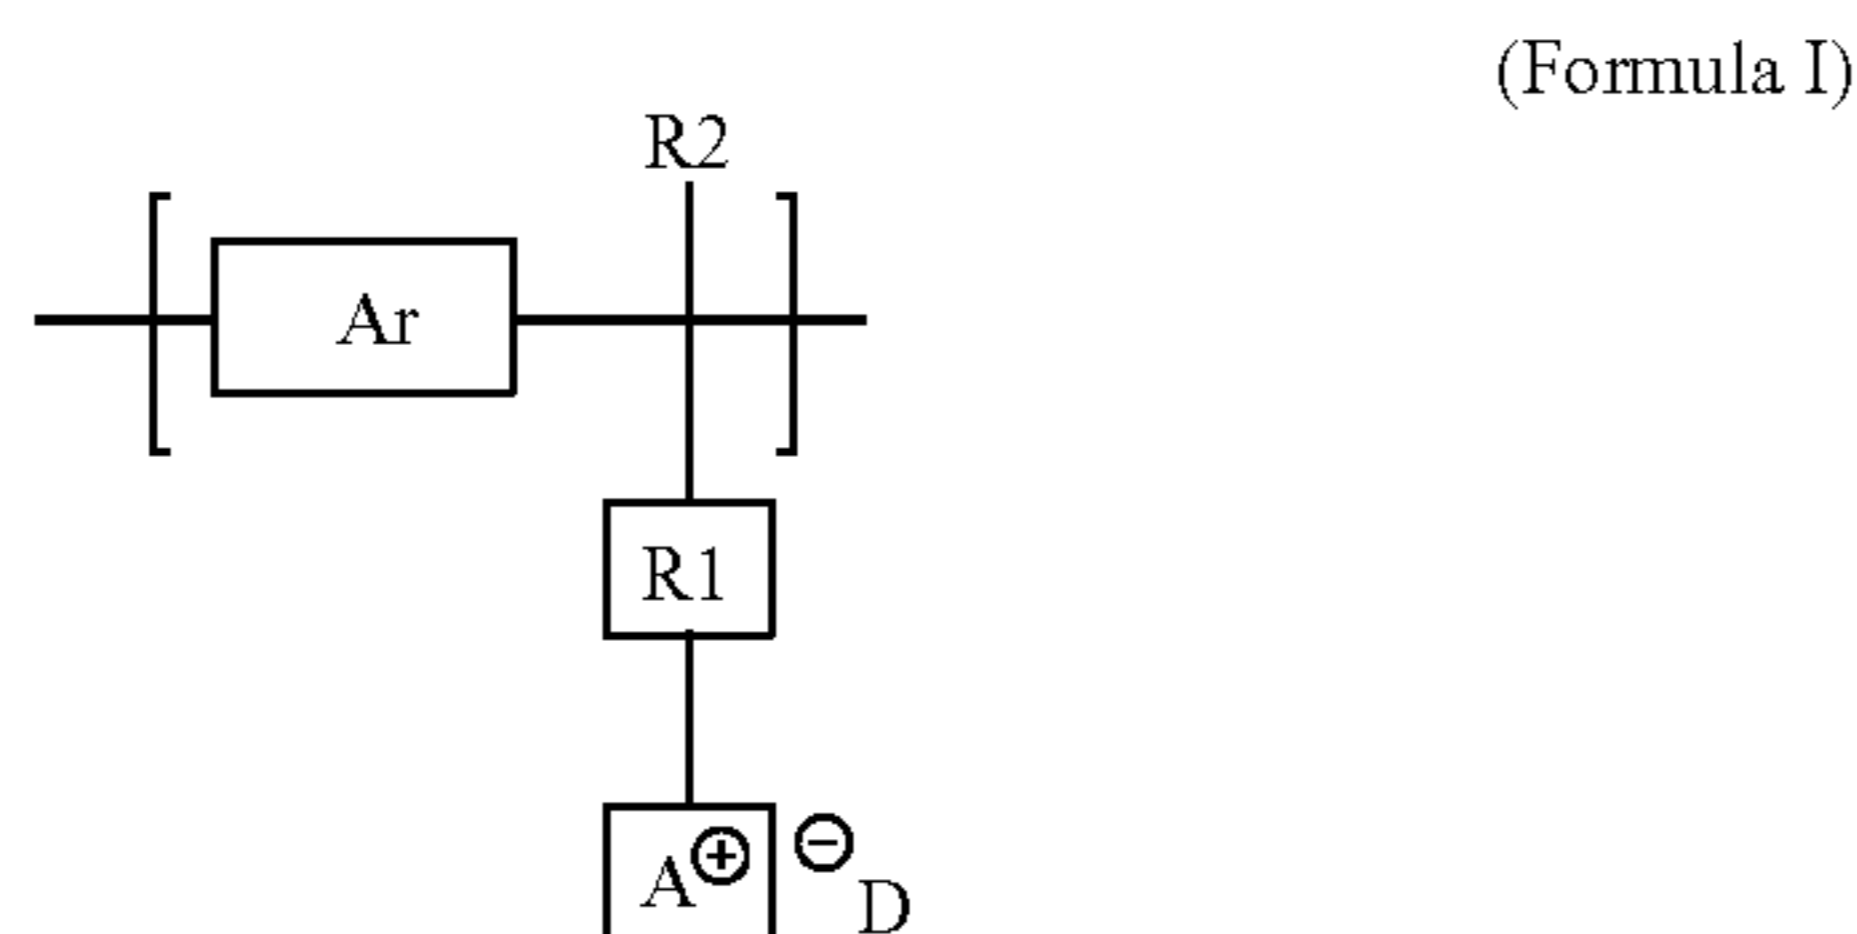 (Formula I)
R2
Ar
R1
A⊕ ⊖
D